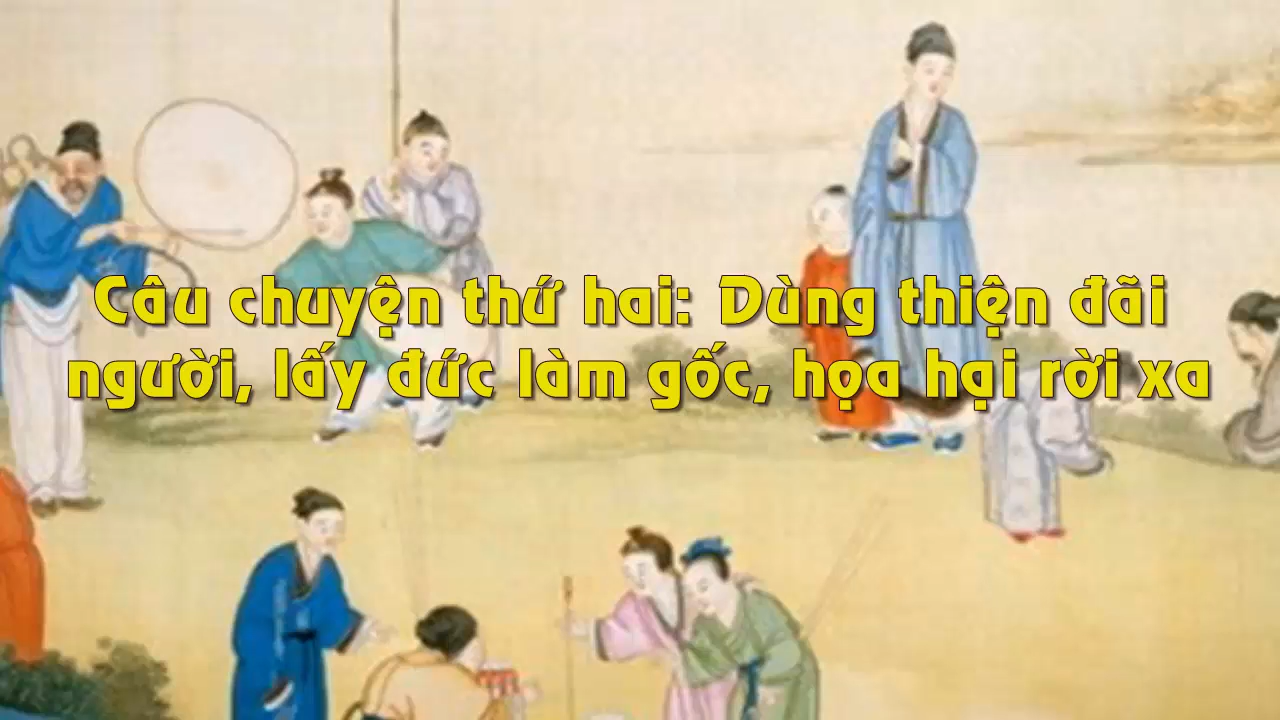 Câu chuyện thứ hai: Dùng thiện đãi
người, lấy đức làm gốc, họa hại rời xa